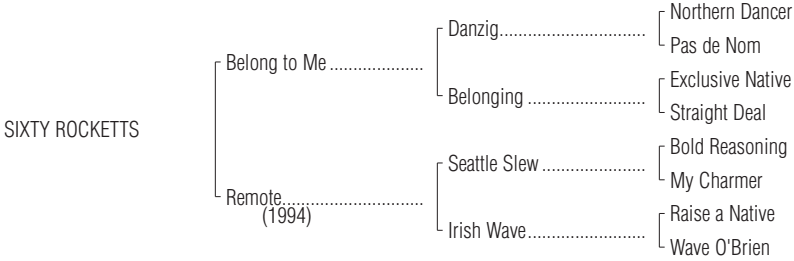 Northern Dancer
Danzig..............................
Pas de Nom
Belong to Me ...................
Exclusive Native
Belonging ........................
Straight Deal
SIXTY ROCKETTS
Bold Reasoning
Seattle Slew .....................
My Charmer
Remote.............................
(1994)
Raise a Native
Irish Wave........................
Wave O'Brien